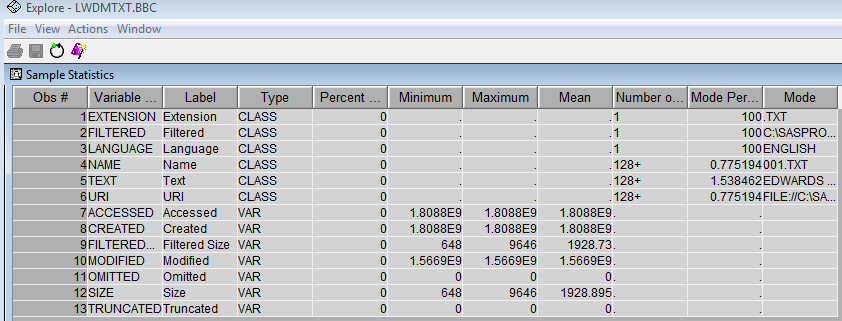 Explore - LWDMTXT.BBC
File View Actions Window
Sample Statistics
Obs # Variable ... Label Type Percent ... Minimum Maximum Mean Number o... Mode Per... Mode
1 EXTENSION Extension CLASS 0 . . . 1 100 .TXT
2 FILTERED Filtered CLASS 0 . . . 1 100 C:\SASPRO...
3 LANGUAGE Language CLASS 0 . . . 1 100 ENGLISH
4 NAME Name CLASS 0 . . . 128+ 0.775194 001.TXT
5 TEXT Text CLASS 0 . . . 128+ 1.538462 EDWARDS ...
6 URI URI CLASS 0 . . . 128+ 0.775194 FILE://C:\SA...
7 ACCESSED Accessed VAR 0 1.8088E9 1.8088E9 1.8088E9 . .
8 CREATED Created VAR 0 1.8088E9 1.8088E9 1.8088E9 . .
9 FILTERED... Filtered Size VAR 0 648 9646 1928.73 . .
10 MODIFIED Modified VAR 0 1.5669E9 1.5669E9 1.5669E9 . .
11 OMITTED Omitted VAR 0 0 0 0 . .
12 SIZE Size VAR 0 648 9646 1928.895 . .
13 TRUNCATED Truncated VAR 0 0 0 0 . .